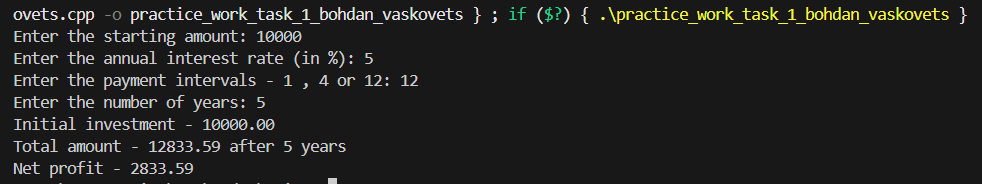 ovets.cpp -o practice_work_task_1_bohdan_vaskovets } ; if ($?) { .\practice_work_task_1_bohdan_vaskovets }
Enter the starting amount: 10000
Enter the annual interest rate (in %): 5
Enter the payment intervals - 1 , 4 or 12: 12
Enter the number of years: 5
Initial investment - 10000.00
Total amount - 12833.59 after 5 years
Net profit - 2833.59